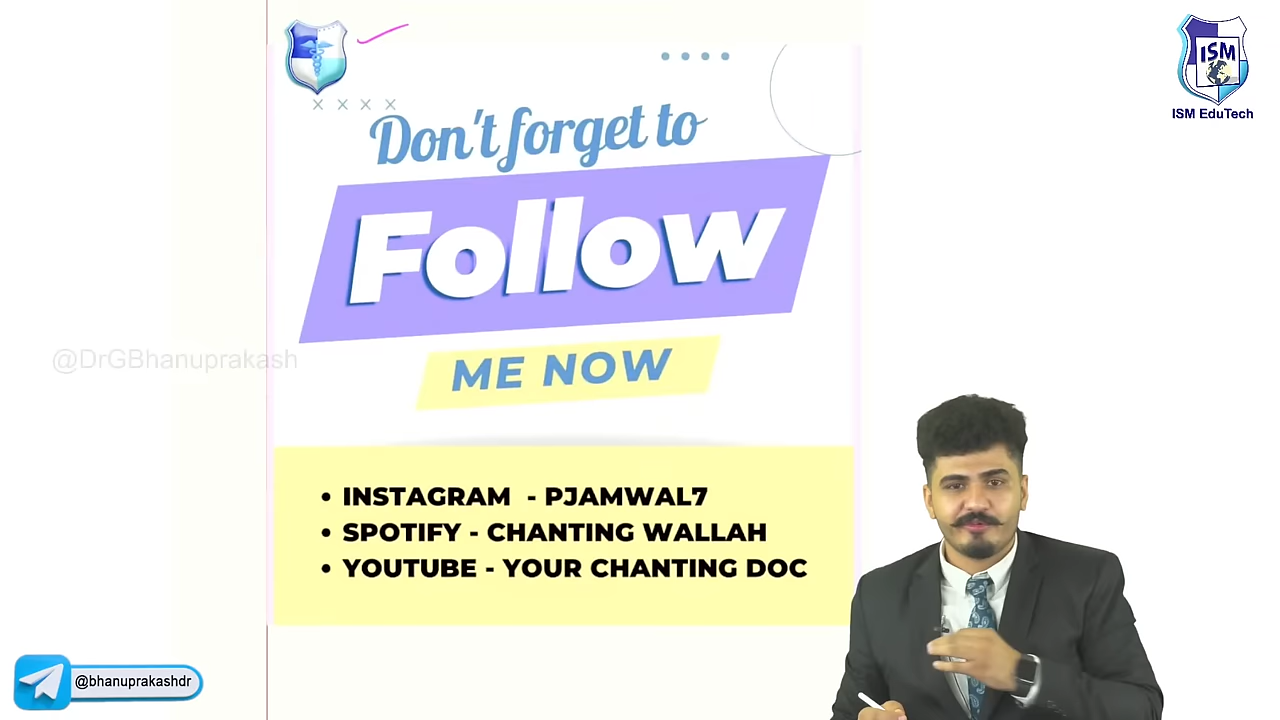 ISM
ISM EduTech
Don't forget to
Follow
ME NOW
@DrGBhanuprakash
• INSTAGRAM - PJAMWAL7
• SPOTIFY - CHANTING WALLAH
• YOUTUBE - YOUR CHANTING DOC
@bhanuprakashdr